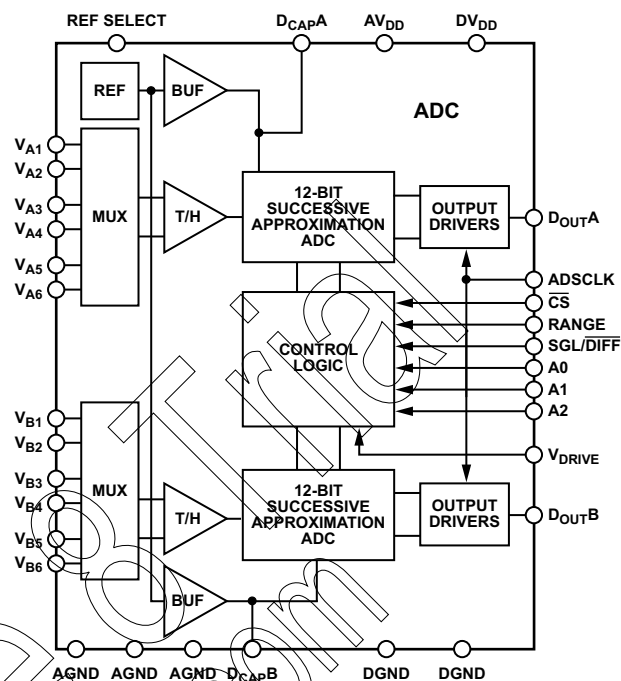 REF SELECT
DCAPA
AVDD
DVDD
REF
BUF
ADC
VA1
VA2
VA3
VA4
VA5
VA6
MUX
T/H
12-BIT
SUCCESSIVE
APPROXIMATION
ADC
OUTPUT
DRIVERS
DOUTA
ADSCLK
CS
RANGE
SGL/DIFF
A0
A1
A2
CONTROL
LOGIC
VDRIVE
VB1
VB2
VB3
VB4
VB5
VB6
MUX
T/H
12-BIT
SUCCESSIVE
APPROXIMATION
ADC
OUTPUT
DRIVERS
DOUTB
BUF
AGND
AGND
AGND
DCAPB
DGND
DGND
Trial